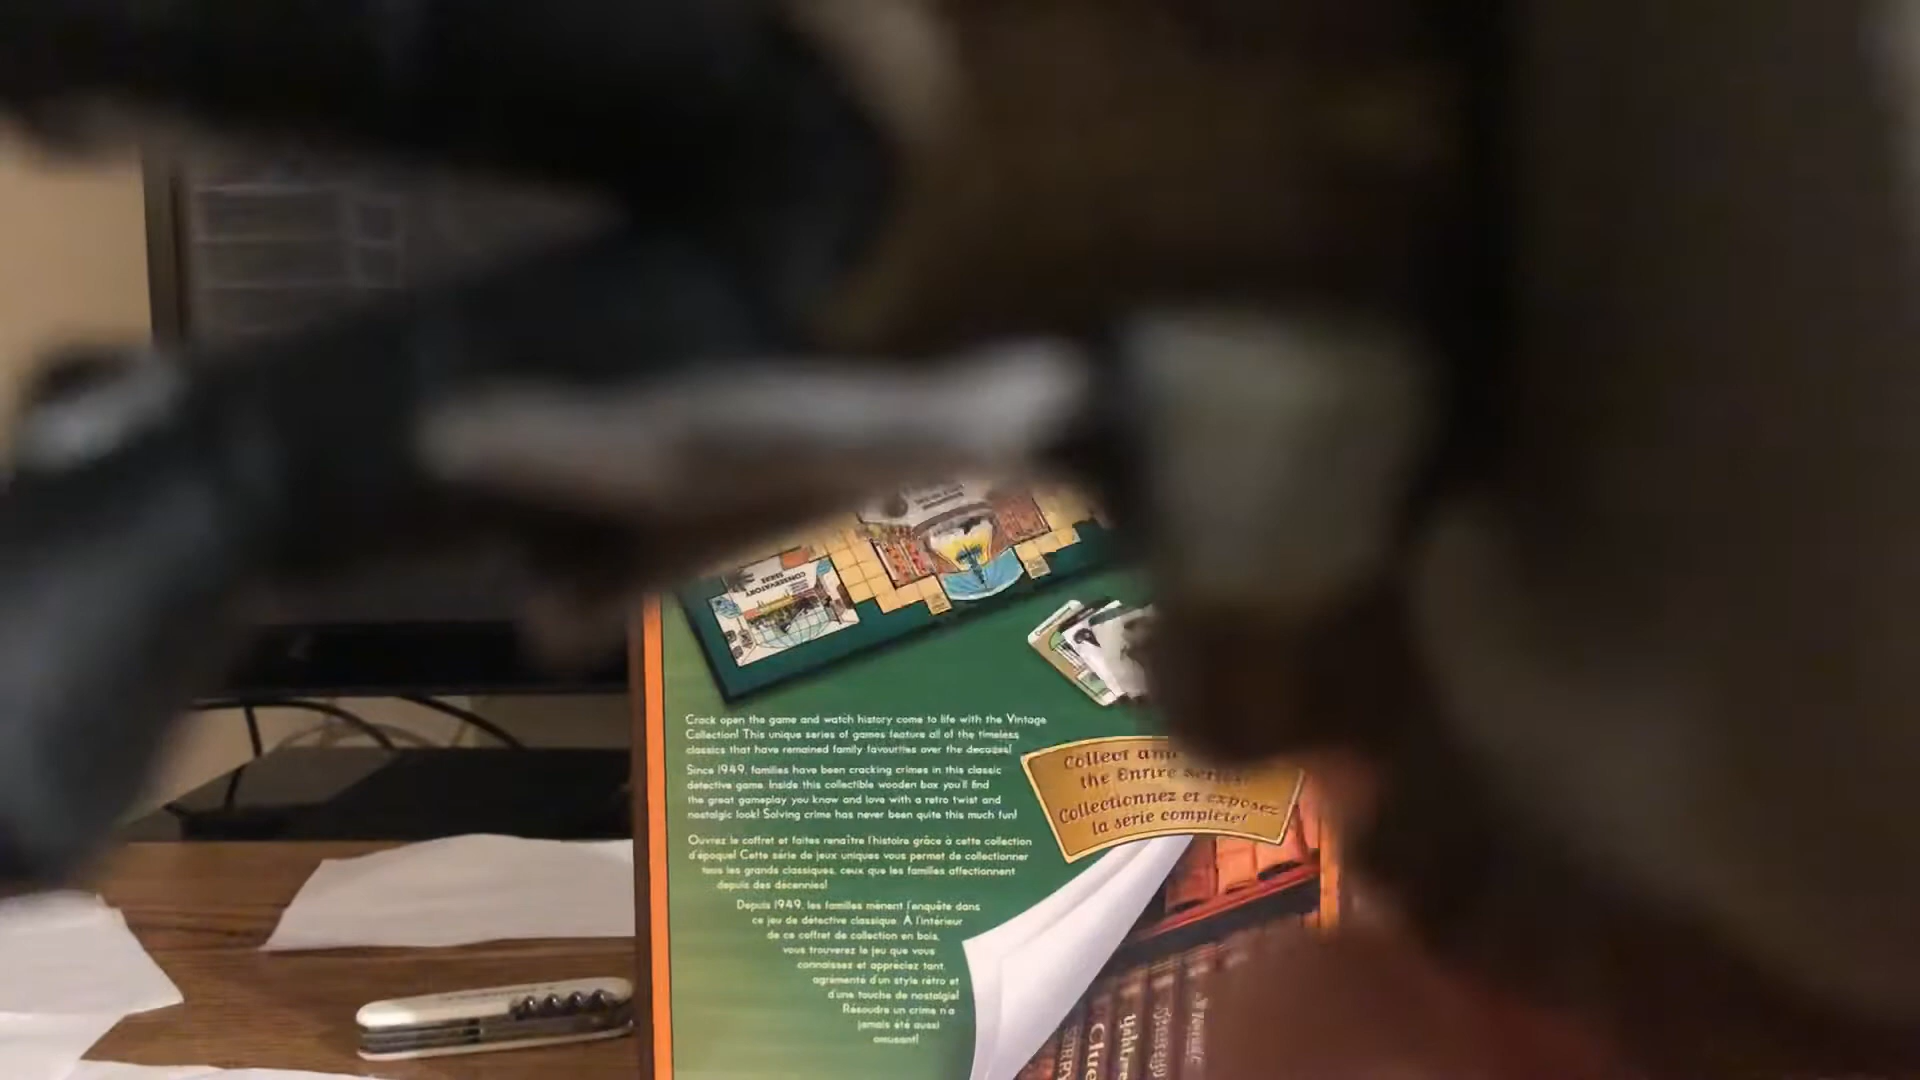 CONSERVATORY
SERRE
Crack open the game and watch history come to life with the Vintage
Collection! This unique series of games feature all of the timeless
classics that have remained family favourites over the decades!
Since 1949, families have been cracking crimes in this classic
detective game. Inside this collectible wooden box you'll find
the great gameplay you know and love with a retro twist and
nostalgic look! Solving crime has never been quite this much fun!
Collect and
the Entire Series!
Collectionnez et exposez
la série complète!
Ouvrez le coffret et faites renaître l'histoire grâce à cette collection
d'époque! Cette série de jeux uniques vous permet de collectionner
tous les grands classiques, ceux que les familles affectionnent
depuis des décennies!
Depuis 1949, les familles mènent l'enquête dans
ce jeu de détective classique. À l'intérieur
de ce coffret de collection en bois,
vous trouverez le jeu que vous
connaissez et appréciez tant,
agrémenté d'un style rétro et
d'une touche de nostalgie!
Résoudre un crime n'a
jamais été aussi
amusant!
Clue